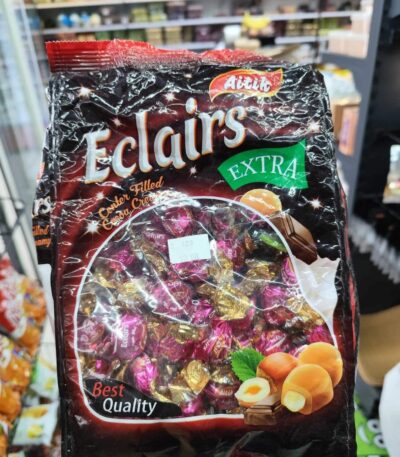 Aitik
Eclairs
EXTRA
Center Filled
Cocoa Cream
Best
Quality